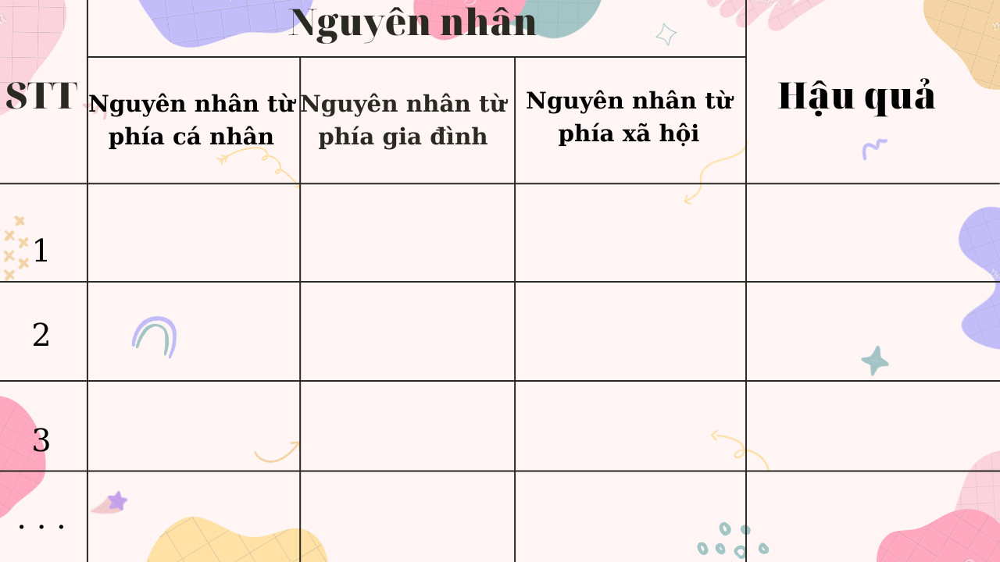 Nguyên nhân
STT
Nguyên nhân từ
phía cá nhân
Nguyên nhân từ
phía gia đình
Nguyên nhân từ
phía xã hội
Hậu quả
1
2
3
. . .